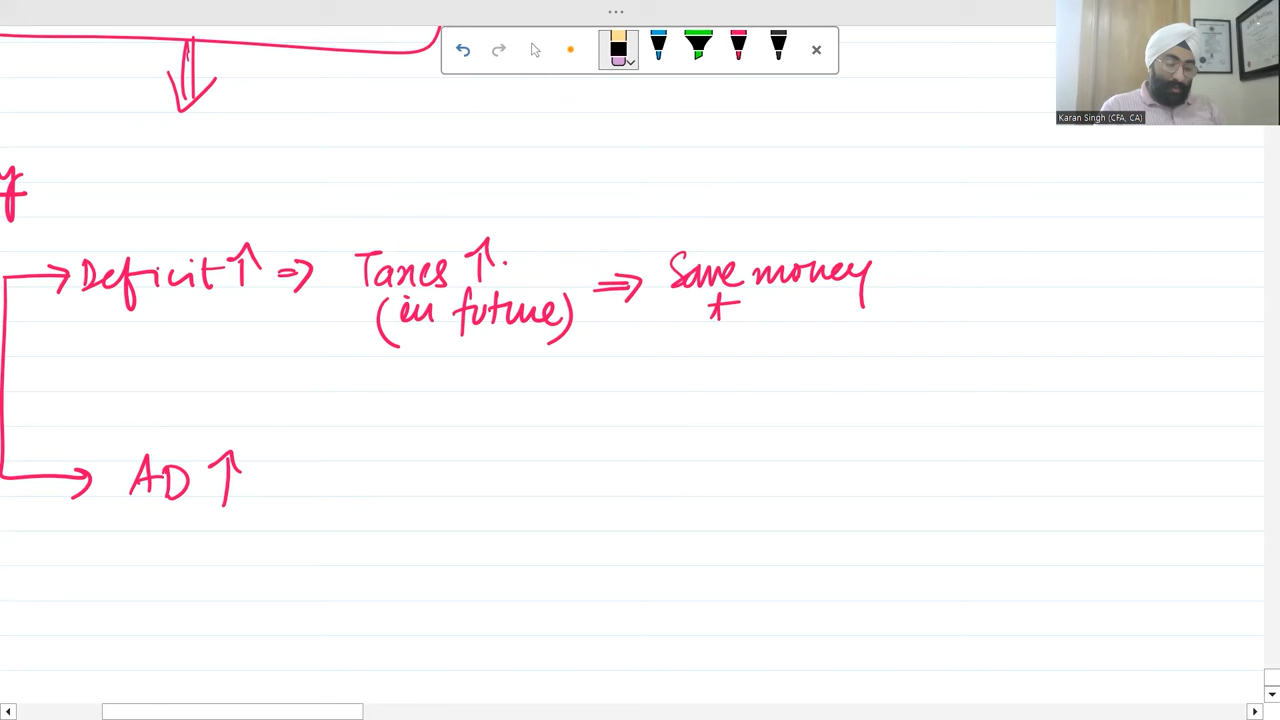 Karan Singh (CFA, CA)
y
→ Deficit ↑ ⇒ Taxes ↑. ⇒ Save money
(in future)
→ AD ↑